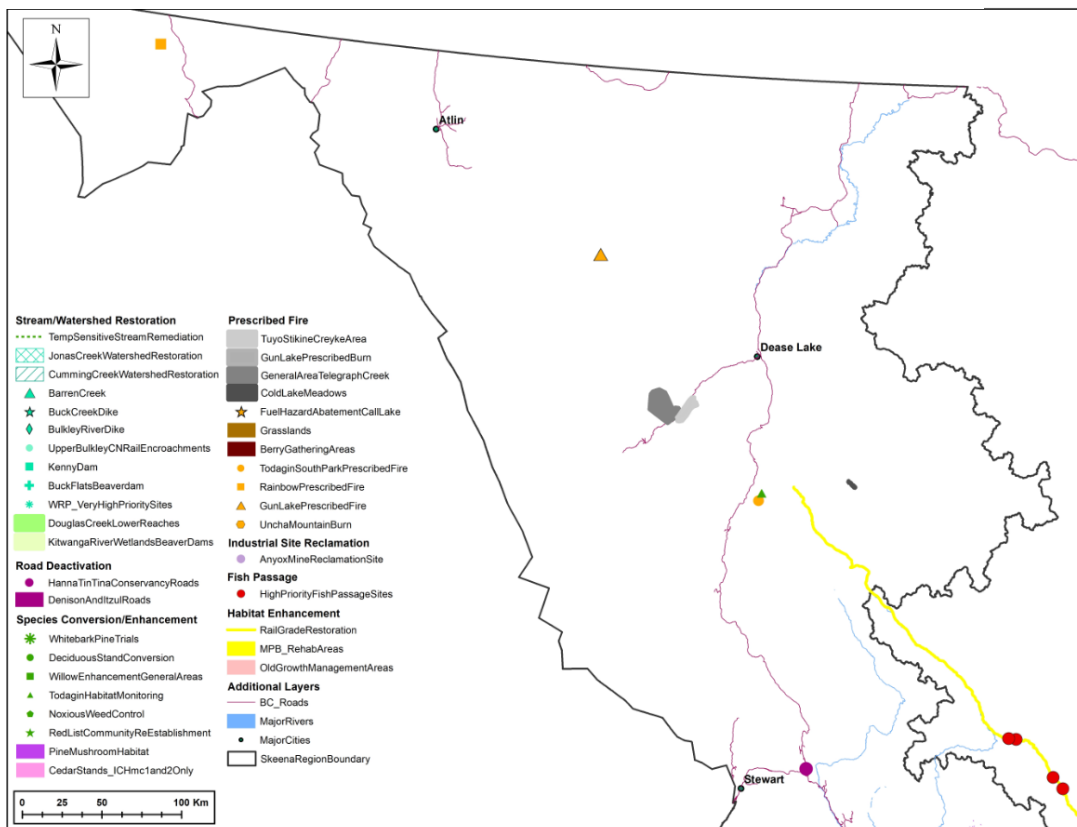 N
Atlin
Dease Lake
Stewart
Stream/Watershed Restoration
TempSensitiveStreamRemediation
JonasCreekWatershedRestoration
CummingCreekWatershedRestoration
BarrenCreek
BuckCreekDike
BulkleyRiverDike
UpperBulkleyCNRailEncroachments
KennyDam
BuckFlatsBeaverdam
WRP_VeryHighPrioritySites
DouglasCreekLowerReaches
KitwangaRiverWetlandsBeaverDams
Road Deactivation
HannaTinTinaConservancyRoads
DenisonAndItzulRoads
Species Conversion/Enhancement
WhitebarkPineTrials
DeciduousStandConversion
WillowEnhancementGeneralAreas
TodaginHabitatMonitoring
NoxiousWeedControl
RedListCommunityReEstablishment
PineMushroomHabitat
CedarStands_ICHmc1and2Only
Prescribed Fire
TuyoStikineCreykeArea
GunLakePrescribedBurn
GeneralAreaTelegraphCreek
ColdLakeMeadows
FuelHazardAbatementCallLake
Grasslands
BerryGatheringAreas
TodaginSouthParkPrescribedFire
RainbowPrescribedFire
GunLakePrescribedFire
UnchaMountainBurn
Industrial Site Reclamation
AnyoxMineReclamationSite
Fish Passage
HighPriorityFishPassageSites
Habitat Enhancement
RailGradeRestoration
MPB_RehabAreas
OldGrowthManagementAreas
Additional Layers
BC_Roads
MajorRivers
MajorCities
SkeenaRegionBoundary
0 25 50 100 Km